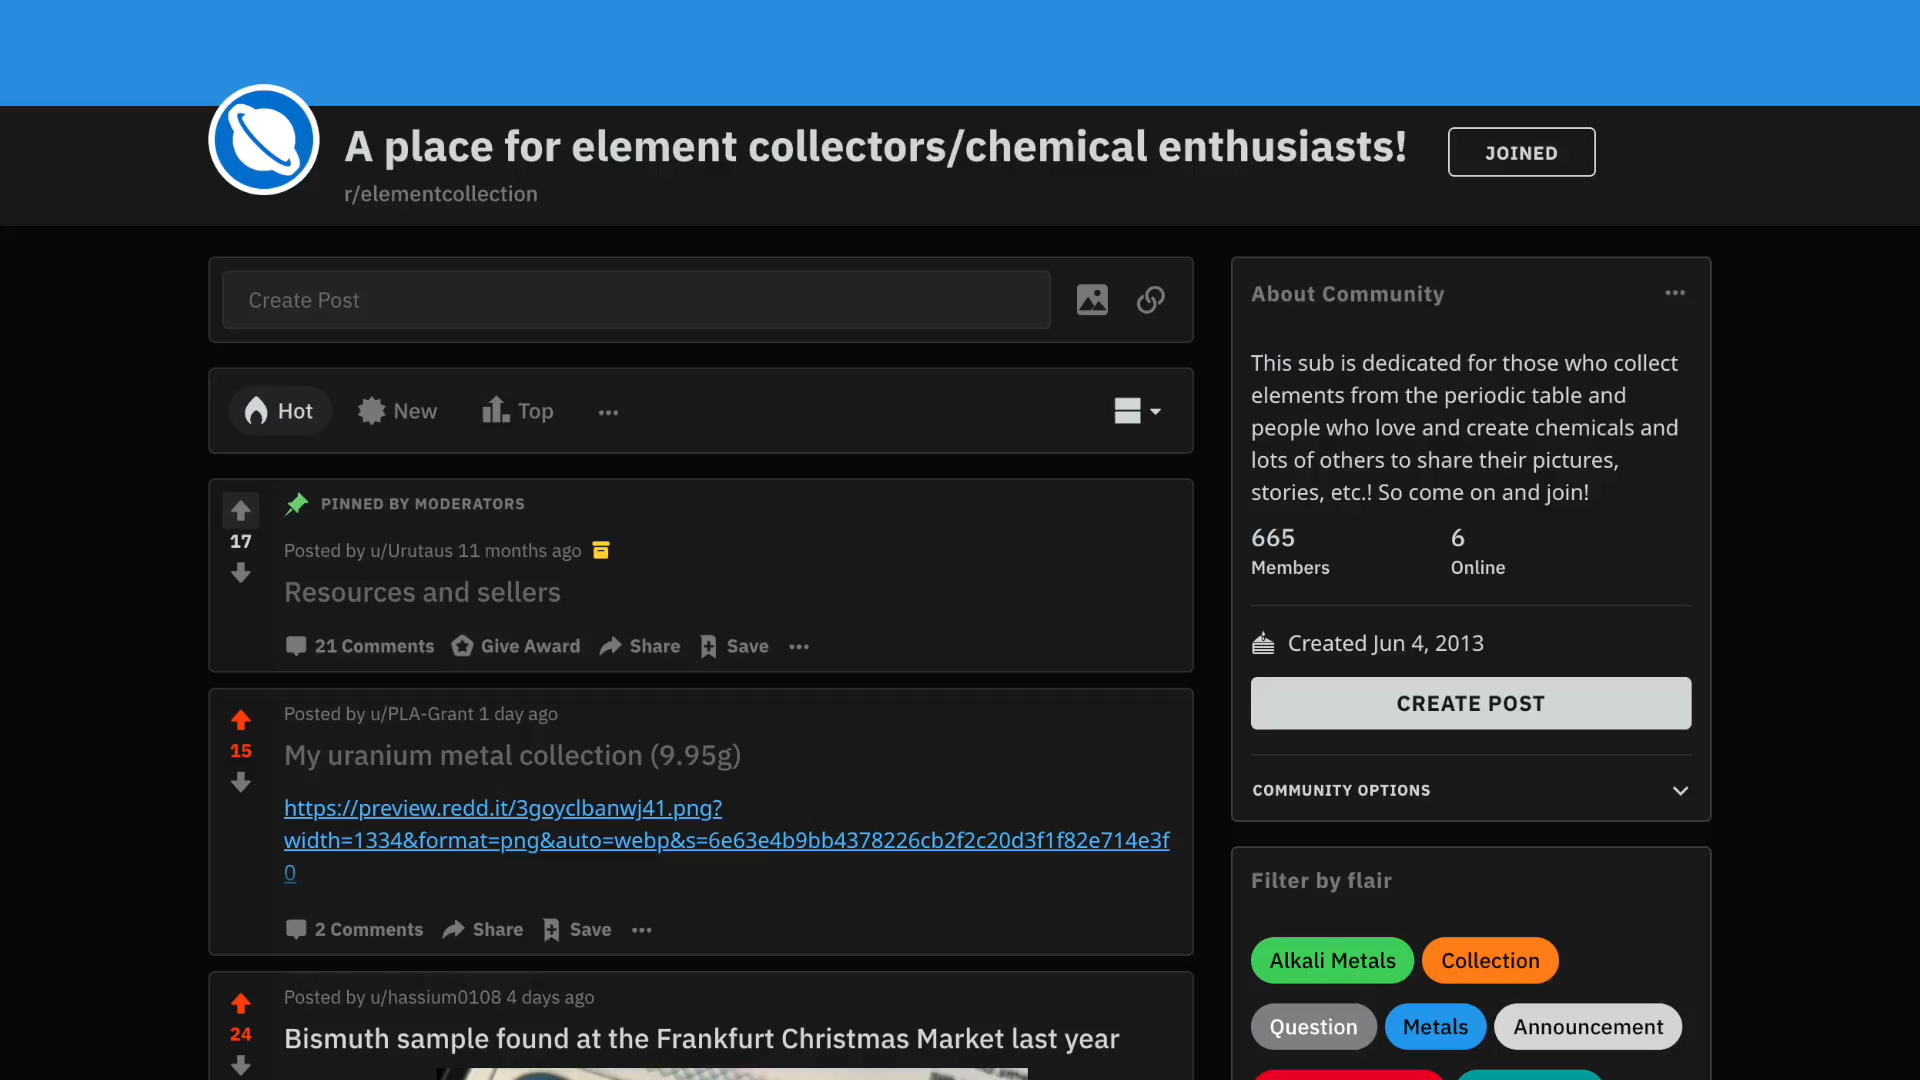 A place for element collectors/chemical enthusiasts!
JOINED
r/elementcollection
Create Post
Hot
New
Top
PINNED BY MODERATORS
17
Posted by u/Urutaus 11 months ago
Resources and sellers
21 Comments
Give Award
Share
Save
Posted by u/PLA-Grant 1 day ago
15
My uranium metal collection (9.95g)
https://preview.redd.it/3goyclbanwj41.png?
width=1334&format=png&auto=webp&s=6e63e4b9bb4378226cb2f2c20d3f1f82e714e3f
0
2 Comments
Share
Save
Posted by u/hassium0108 4 days ago
24
Bismuth sample found at the Frankfurt Christmas Market last year
About Community
This sub is dedicated for those who collect
elements from the periodic table and
people who love and create chemicals and
lots of others to share their pictures,
stories, etc.! So come on and join!
665
Members
6
Online
Created Jun 4, 2013
CREATE POST
COMMUNITY OPTIONS
Filter by flair
Alkali Metals
Collection
Question
Metals
Announcement